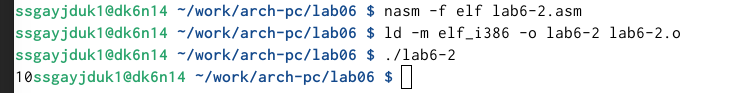 ssgayjduk1@dk6n14 ~/work/arch-pc/lab06 $ nasm -f elf lab6-2.asm
ssgayjduk1@dk6n14 ~/work/arch-pc/lab06 $ ld -m elf_i386 -o lab6-2 lab6-2.o
ssgayjduk1@dk6n14 ~/work/arch-pc/lab06 $ ./lab6-2
10ssgayjduk1@dk6n14 ~/work/arch-pc/lab06 $